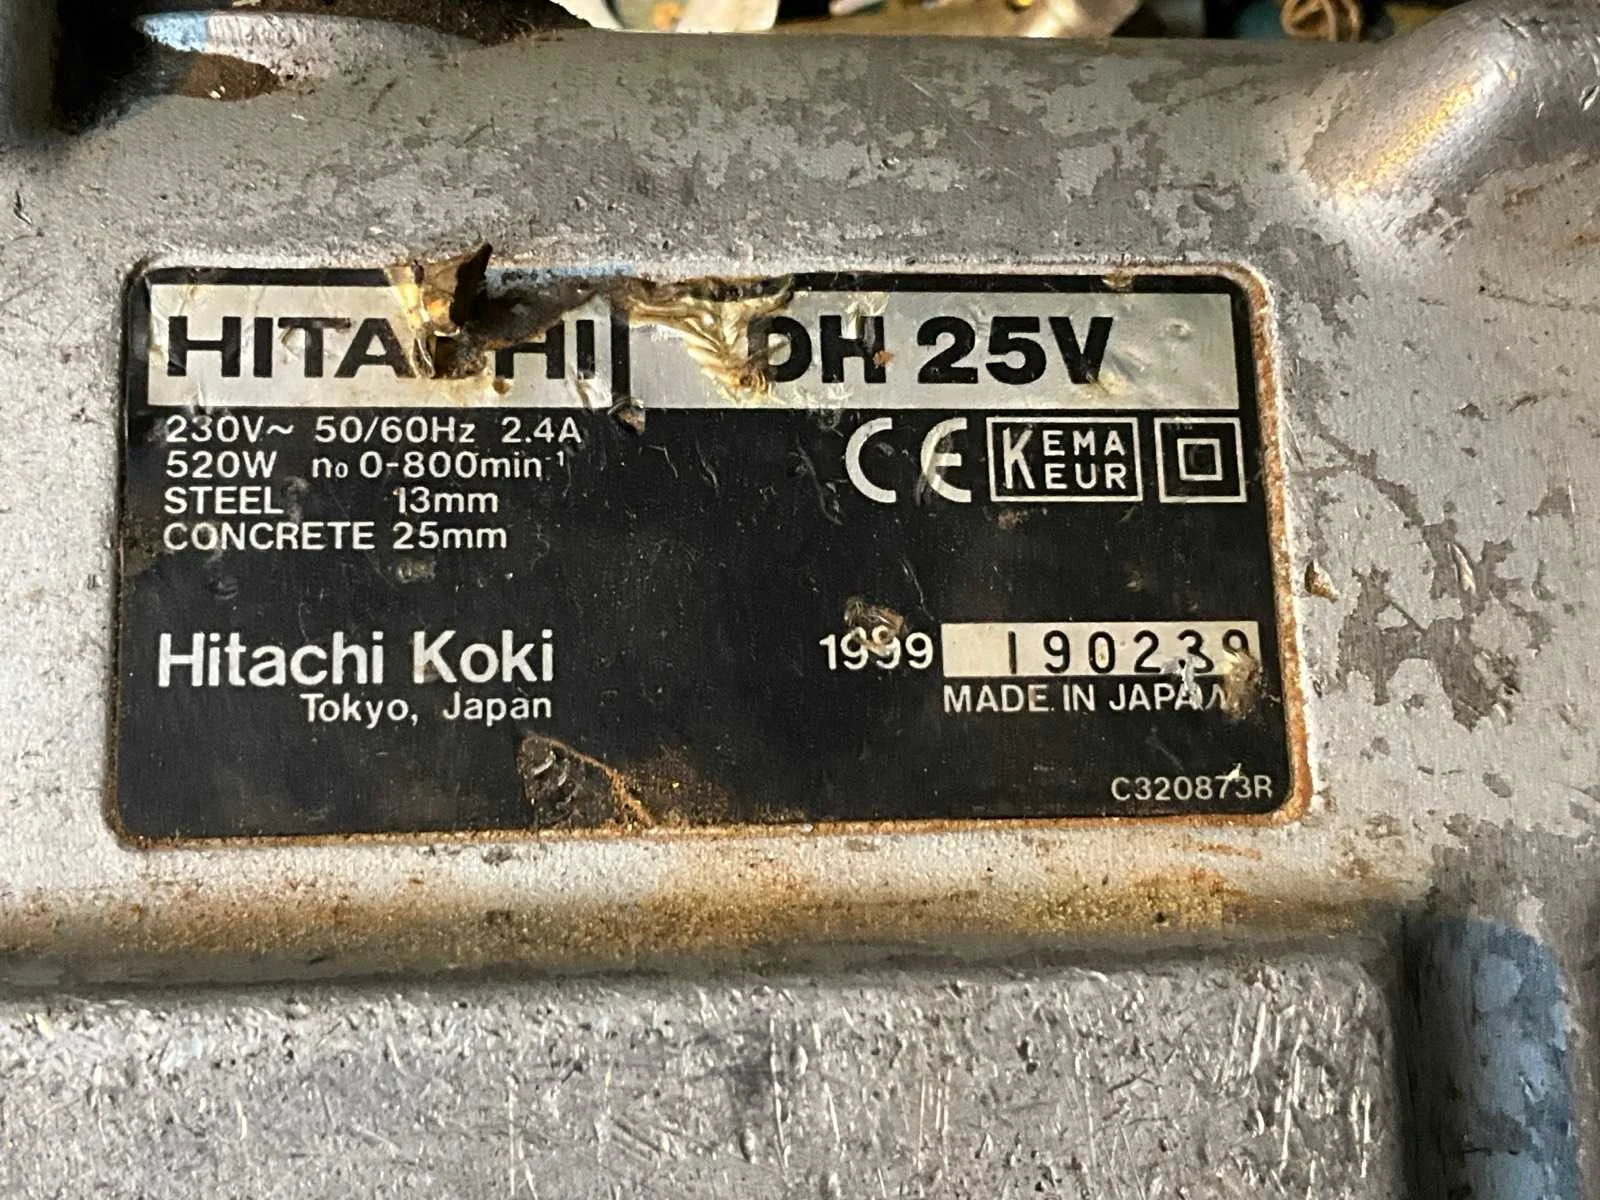 HITACHI DH 25V
230V~ 50/60Hz 2.4A
520W no 0-800min⁻¹
STEEL 13mm
CONCRETE 25mm
CE KEMA KEUR
Hitachi Koki
Tokyo, Japan
1999 190239
MADE IN JAPAN
C320873R